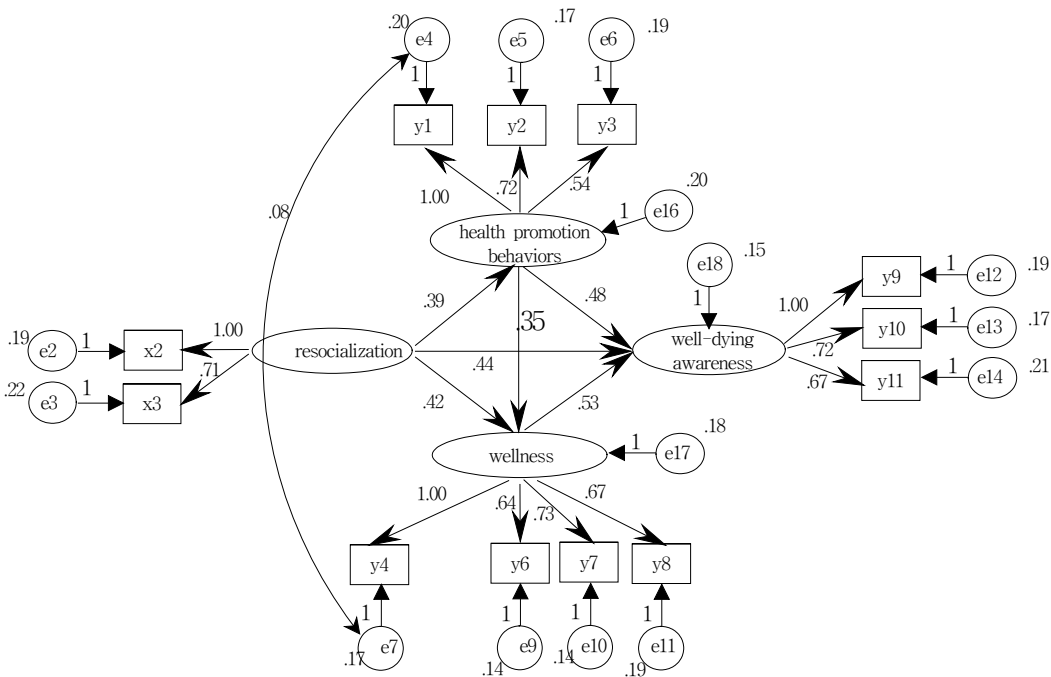 .20
e4
.17
e5
e6
.19
1
1
1
y1
y2
y3
1.00
.72
.54
.20
1
e16
.08
health promotion
behaviors
e18
.15
1
y9
1
e12
.19
1.00
.39
.35
.48
.19
e2
1
x2
1.00
resocialization
well-dying
awareness
.72
y10
1
e13
.17
.22
e3
1
x3
.71
.44
.67
y11
1
e14
.21
.42
.53
wellness
1
e17
.18
1.00
.64
.73
.67
y4
y6
y7
y8
1
1
1
1
.17
e7
.14
e9
.14
e10
.19
e11